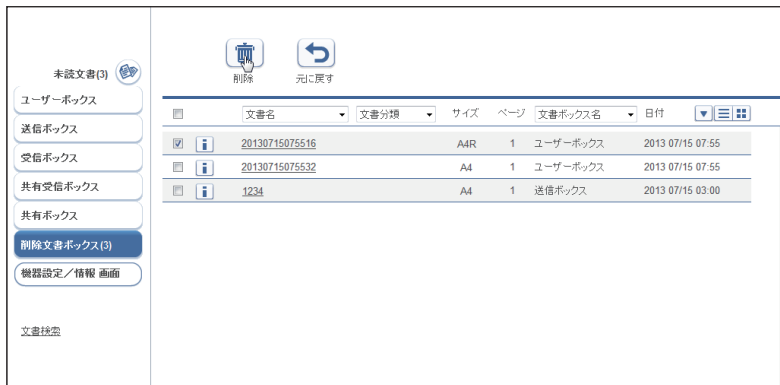 削除 元に戻す
未読文書(3)
ユーザーボックス
送信ボックス
受信ボックス
共有受信ボックス
共有ボックス
削除文書ボックス(3)
機器設定/情報 画面
文書検索
文書名 文書分類 サイズ ページ 文書ボックス名 日付
20130715075516 A4R 1 ユーザーボックス 2013 07/15 07:55
20130715075532 A4 1 ユーザーボックス 2013 07/15 07:55
1234 A4 1 送信ボックス 2013 07/15 03:00